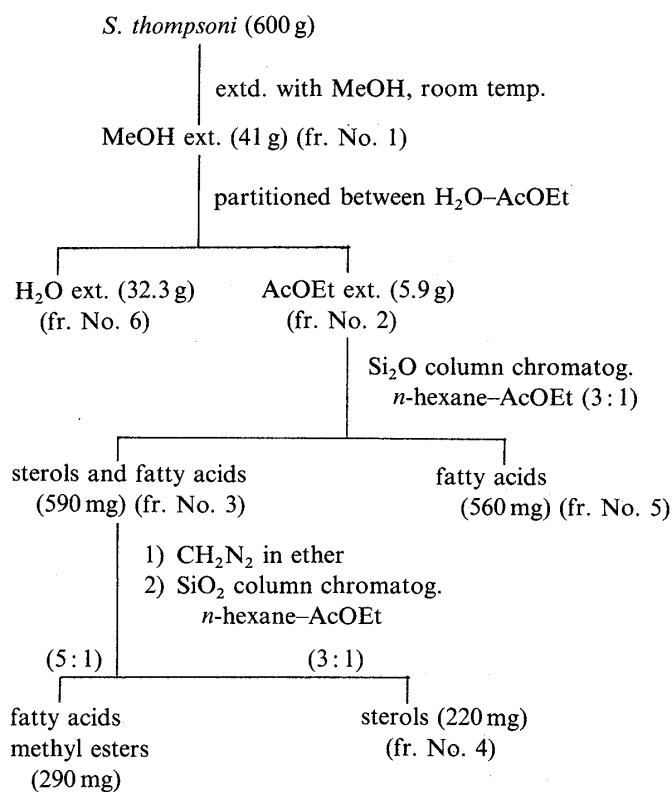 S. thompsoni (600 g)
extd. with MeOH, room temp.
MeOH ext. (41 g) (fr. No. 1)
partitioned between H₂O–AcOEt
H₂O ext. (32.3 g)
(fr. No. 6)
AcOEt ext. (5.9 g)
(fr. No. 2)
Si₂O column chromatog.
n-hexane–AcOEt (3 : 1)
sterols and fatty acids
(590 mg) (fr. No. 3)
fatty acids
(560 mg) (fr. No. 5)
1) CH₂N₂ in ether
2) SiO₂ column chromatog.
n-hexane–AcOEt
(5 : 1)
(3 : 1)
fatty acids
methyl esters
(290 mg)
sterols (220 mg)
(fr. No. 4)